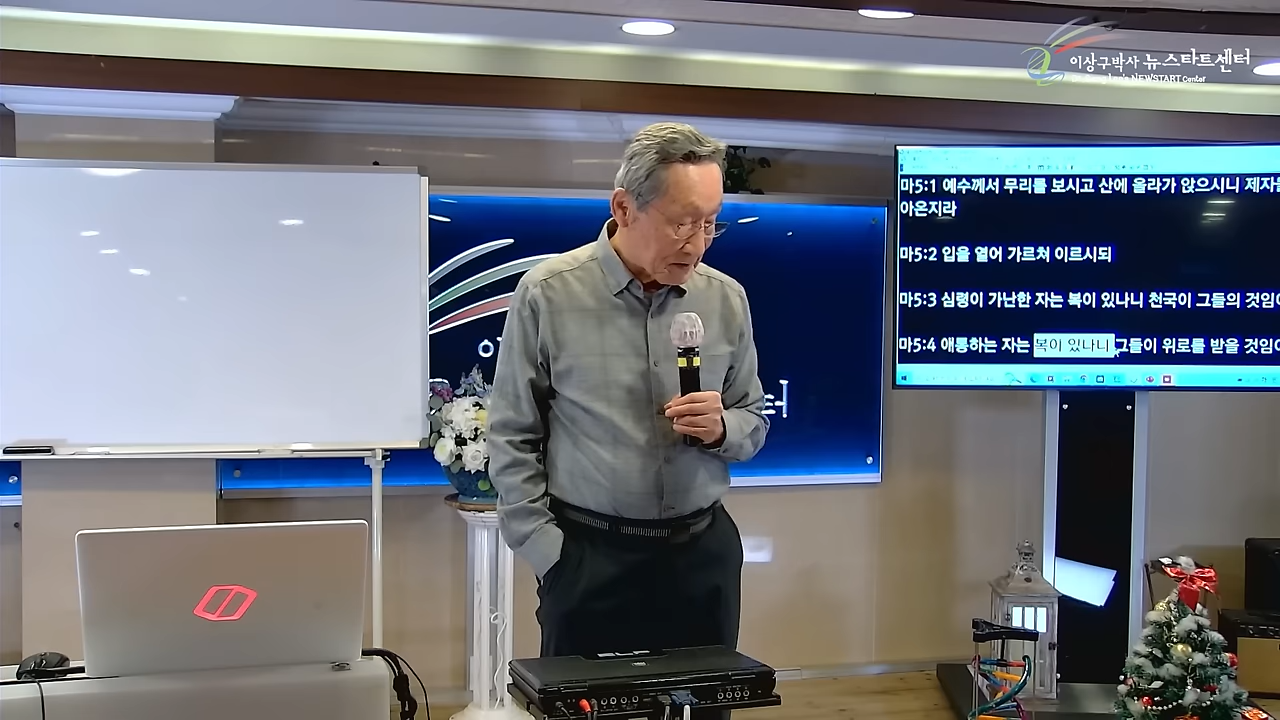 이상구박사 뉴스타트센터
NEWSTART Center
마5:1 예수께서 무리를 보시고 산에 올라가 앉으시니
아온지라
마5:2 입을 열어 가르쳐 이르시되
마5:3 심령이 가난한 자는 복이 있나니 천국이 그들의 것임
마5:4 애통하는 자는 복이 있나니 그들이 위로를 받을 것임